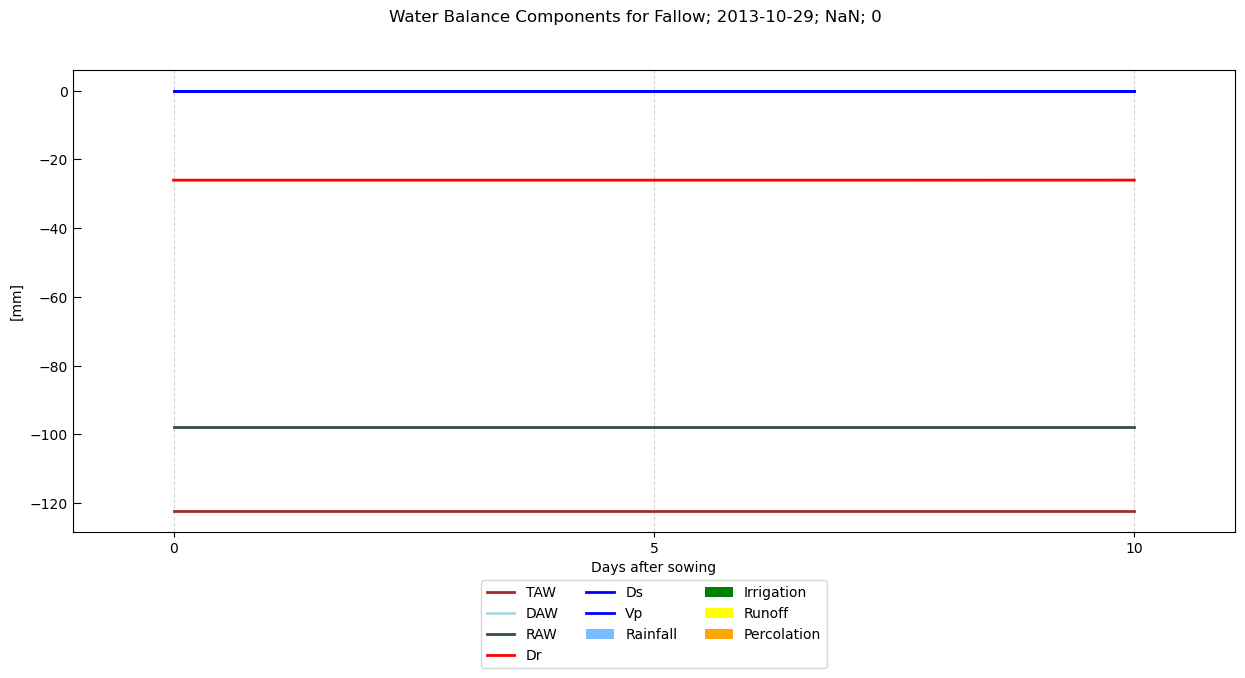 Water Balance Components for Fallow; 2013-10-29; NaN; 0
0
−20
−40
−60
−80
−100
−120
[mm]
0 5 10
Days after sowing
TAW Ds Irrigation
DAW Vp Runoff
RAW Rainfall Percolation
Dr